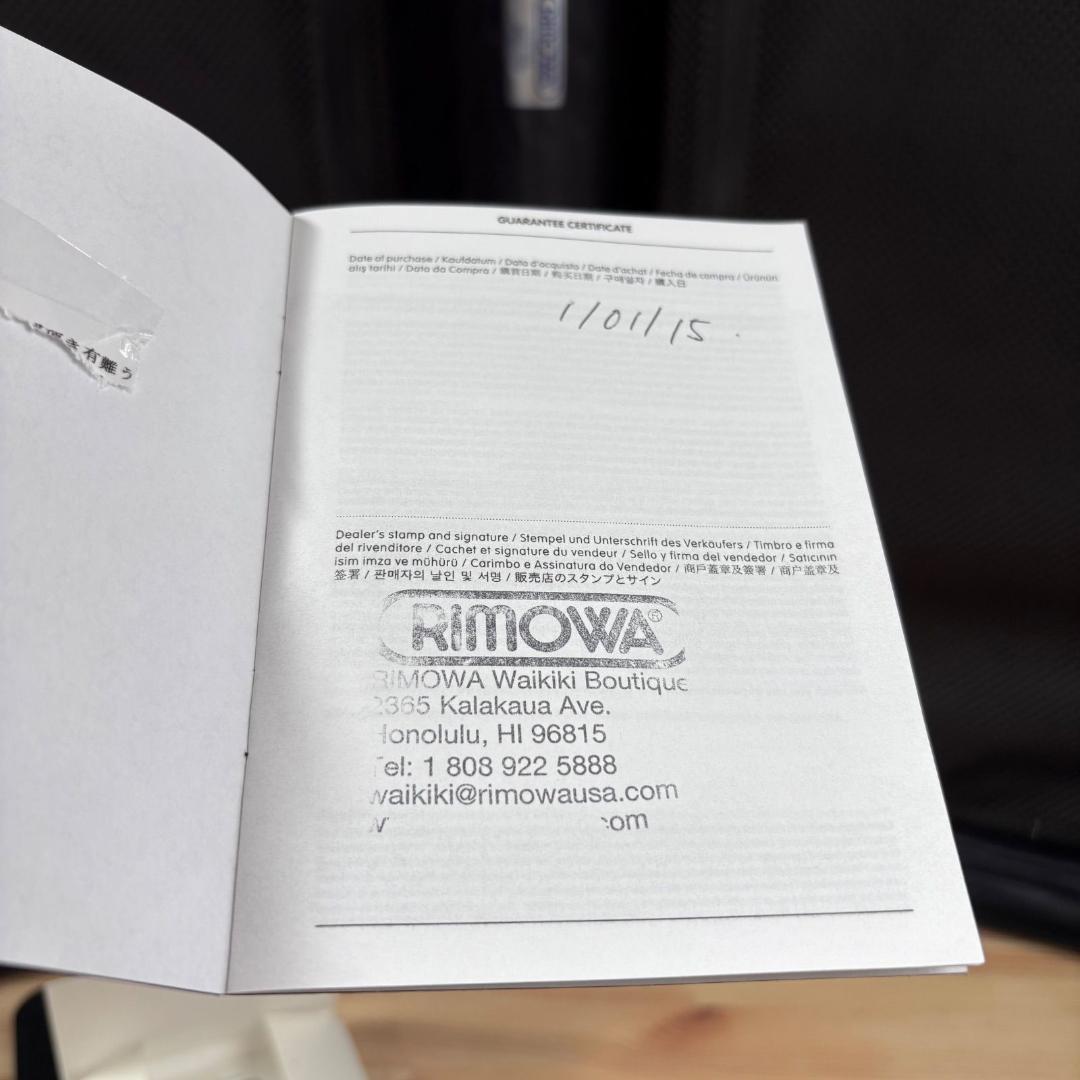 GUARANTEE CERTIFICATE
Date of purchase / Kaufdatum / Data d'acquisto / Date d'achat / Fecha de compra / Ürünün
alış tarihi / Data da Compra / 購買日期 / 购买日期 / 구매일자 / 購入日
1/01/15
Dealer's stamp and signature / Stempel und Unterschrift des Verkäufers / Timbro e firma
del rivenditore / Cachet et signature du vendeur / Sello y firma del vendedor / Satıcının
isim imza ve mühürü / Carimbo e Assinatura do Vendedor / 商戶蓋章及簽署 / 商户盖章及
签署 / 판매자의 날인 및 서명 / 販売店のスタンプとサイン
RIMOWA®
RIMOWA Waikiki Boutique
2365 Kalakaua Ave.
Honolulu, HI 96815
Tel: 1 808 922 5888
waikiki@rimowausa.com
有難う